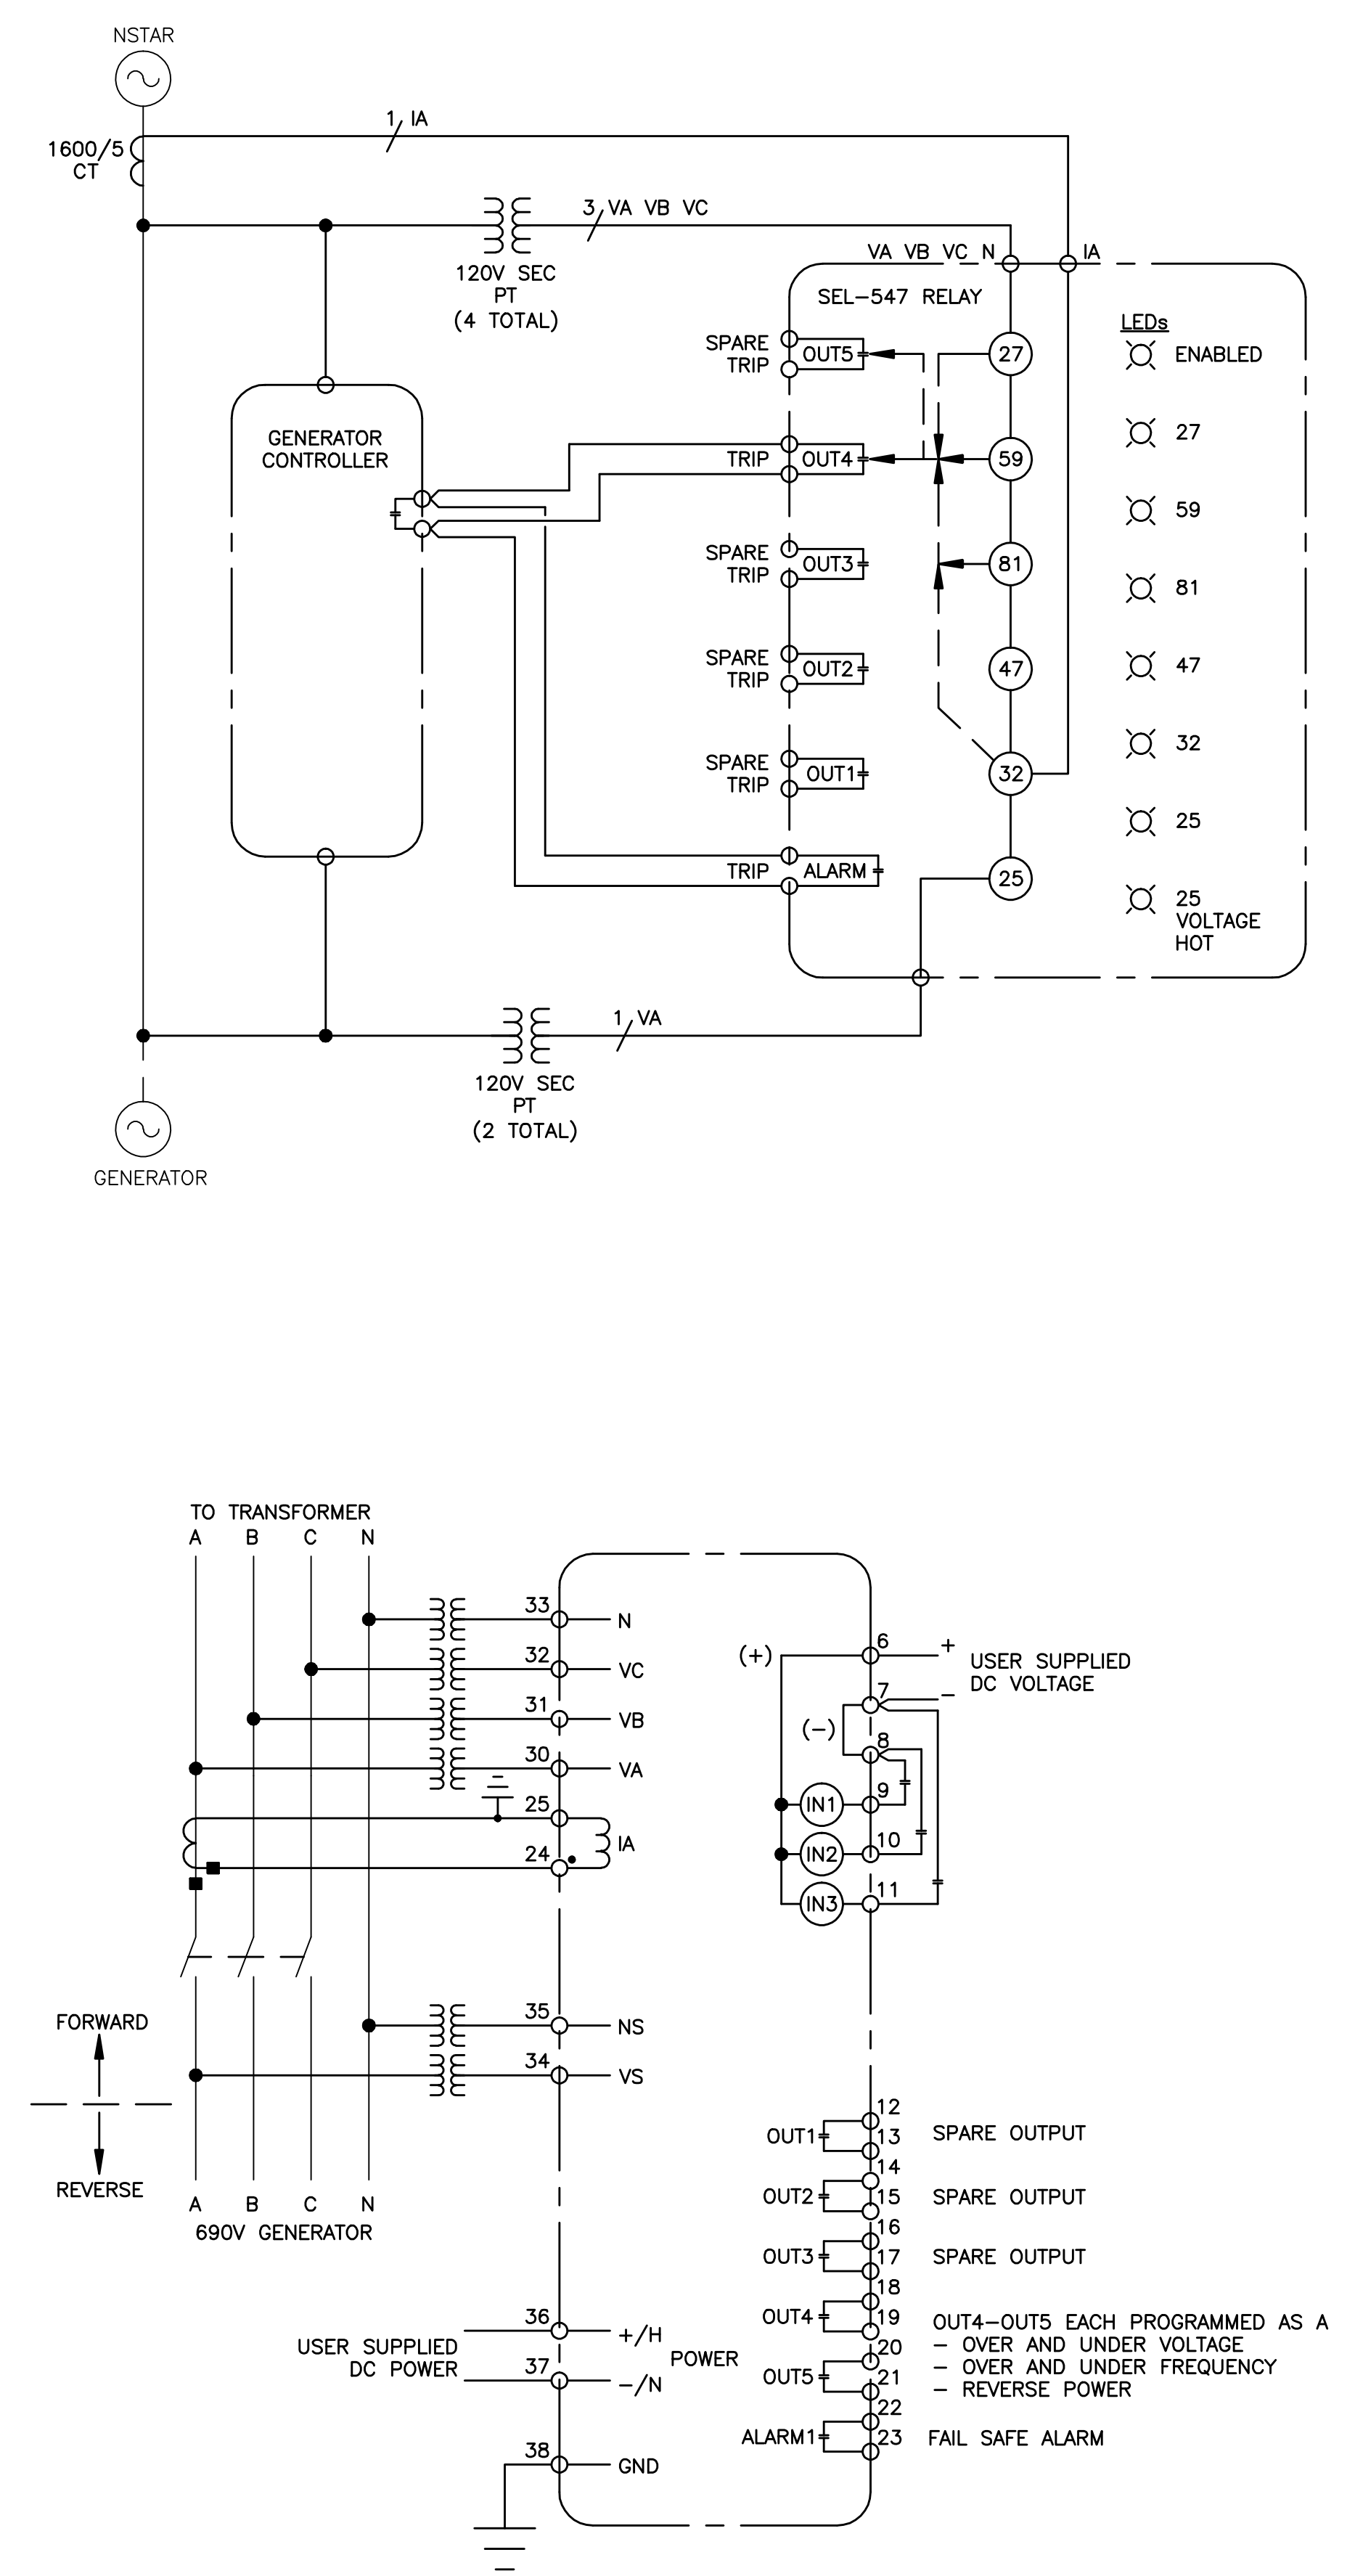 NSTAR
1 IA
1600/5
CT
3 VA VB VC
120V SEC
PT
(4 TOTAL)
VA VB VC N
IA
SEL-547 RELAY
LEDs
SPARE
TRIP
OUT5
27
ENABLED
GENERATOR
CONTROLLER
27
TRIP
OUT4
59
59
SPARE
TRIP
OUT3
81
81
SPARE
TRIP
OUT2
47
47
32
SPARE
TRIP
OUT1
32
25
TRIP
ALARM
25
25
VOLTAGE
HOT
1 VA
120V SEC
PT
(2 TOTAL)
GENERATOR
TO TRANSFORMER
A B C N
33
N
32
VC
31
VB
30
VA
25
24
IA
(+)
6
+
USER SUPPLIED
DC VOLTAGE
7
-
(-)
8
IN1
9
IN2
10
IN3
11
FORWARD
REVERSE
35
NS
34
VS
A B C N
690V GENERATOR
12
OUT1
13
SPARE OUTPUT
14
OUT2
15
SPARE OUTPUT
16
OUT3
17
SPARE OUTPUT
18
OUT4
19
20
OUT5
21
OUT4-OUT5 EACH PROGRAMMED AS A
- OVER AND UNDER VOLTAGE
- OVER AND UNDER FREQUENCY
- REVERSE POWER
22
ALARM1
23
FAIL SAFE ALARM
USER SUPPLIED
DC POWER
36
+/H
37
-/N
POWER
38
GND